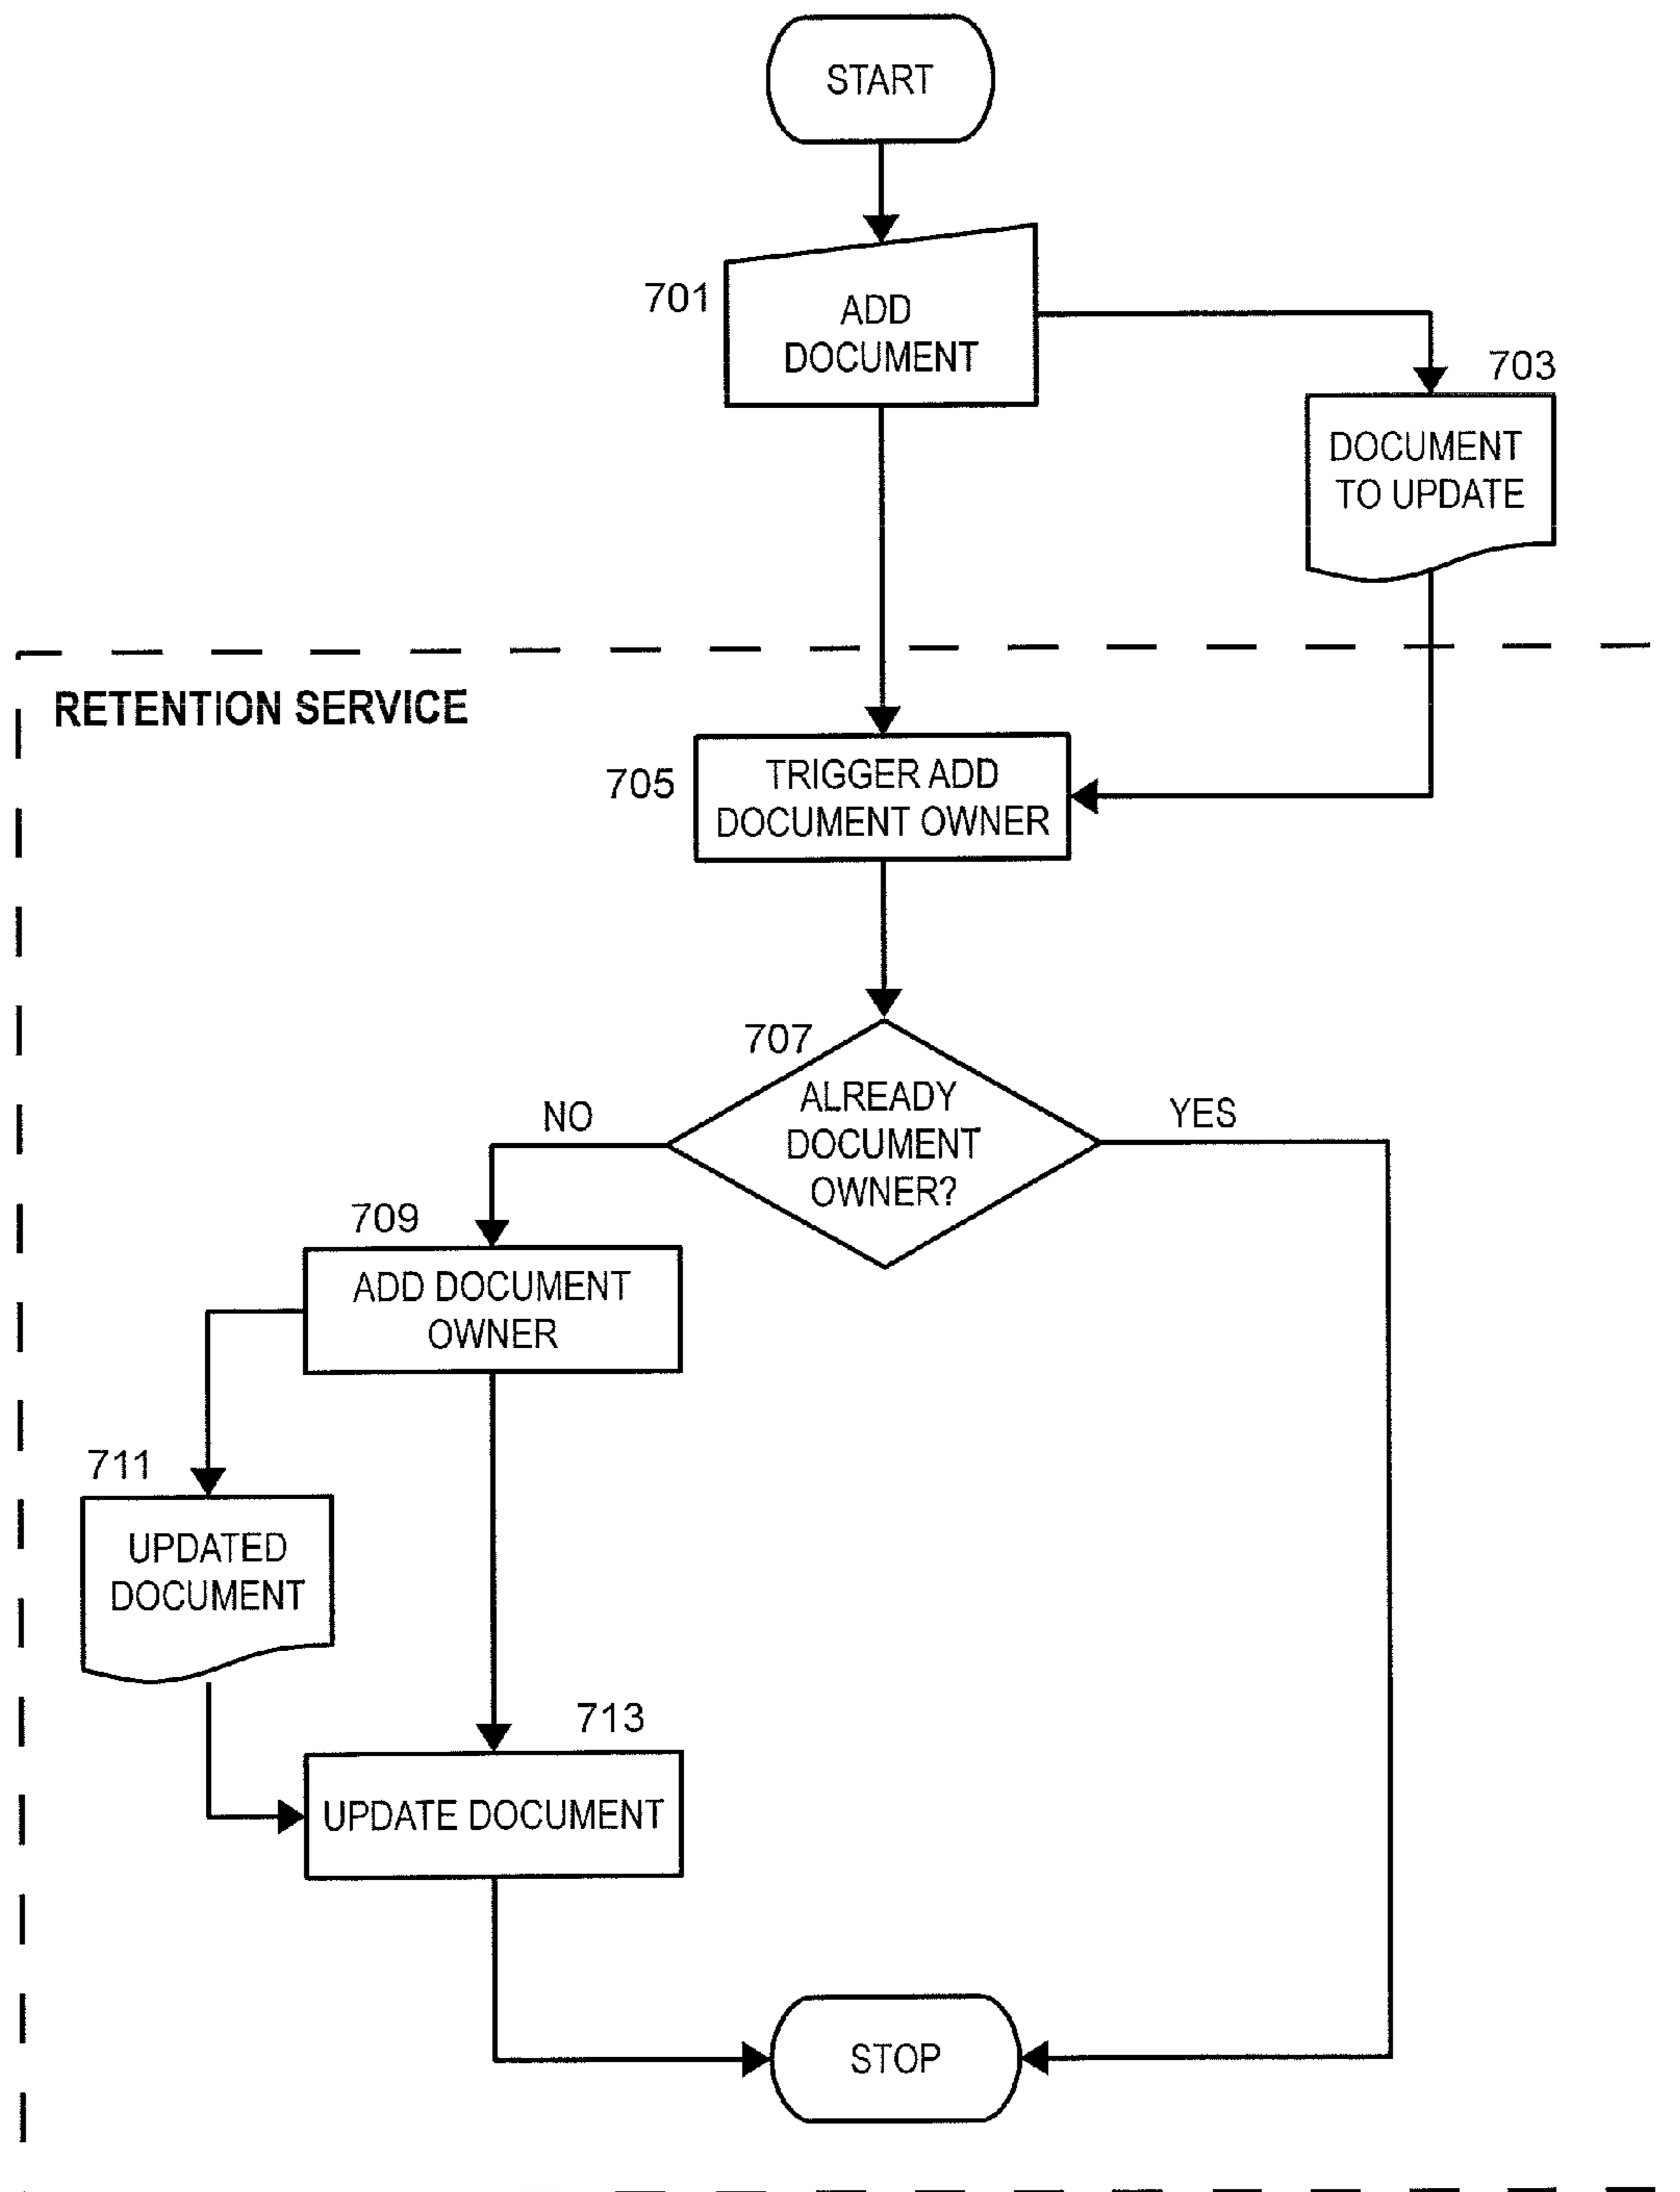 START
701
ADD
DOCUMENT
703
DOCUMENT
TO UPDATE
RETENTION SERVICE
705
TRIGGER ADD
DOCUMENT OWNER
707
ALREADY
DOCUMENT
OWNER?
NO
YES
709
ADD DOCUMENT
OWNER
711
UPDATED
DOCUMENT
713
UPDATE DOCUMENT
STOP